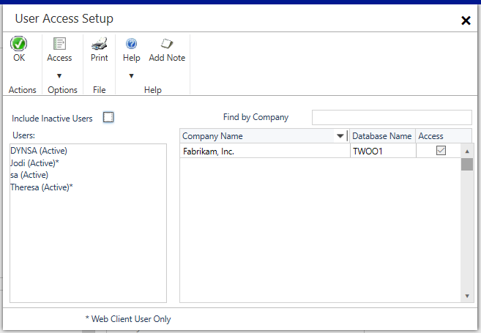 User Access Setup
OK Access Print Help Add Note
Actions Options File Help
Include Inactive Users Find by Company
Users:
Company Name Database Name Access
DYNSA (Active)
Jodi (Active)*
sa (Active)
Theresa (Active)*
Fabrikam, Inc. TWOO1
* Web Client User Only